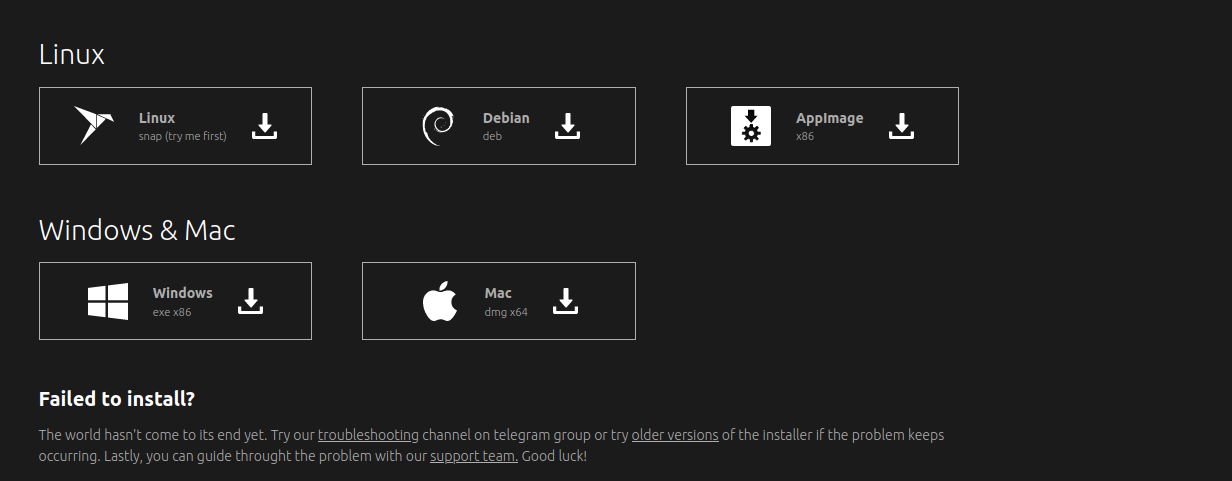 Linux
Linux
snap (try me first)
Debian
deb
AppImage
x86
Windows & Mac
Windows
exe x86
Mac
dmg x64
Failed to install?
The world hasn't come to its end yet. Try our troubleshooting channel on telegram group or try older versions of the installer if the problem keeps
occurring. Lastly, you can guide throught the problem with our support team. Good luck!